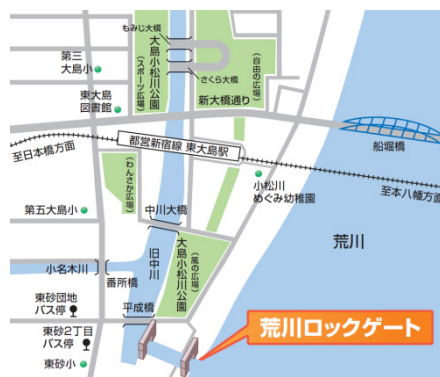 もみじ大橋
第三
大島小
大島小松川公園
(スポーツ広場)
さくら大橋
(自由の広場)
東大島
図書館
新大橋通り
都営新宿線 東大島駅
船堀橋
至日本橋方面
至本八幡方面
(わんさか広場)
小松川
めぐみ幼稚園
第五大島小
中川大橋
大島小松川公園
(風の広場)
旧中川
荒川
小名木川
番所橋
東砂団地
バス停
平成橋
荒川ロックゲート
東砂2丁目
バス停
東砂小